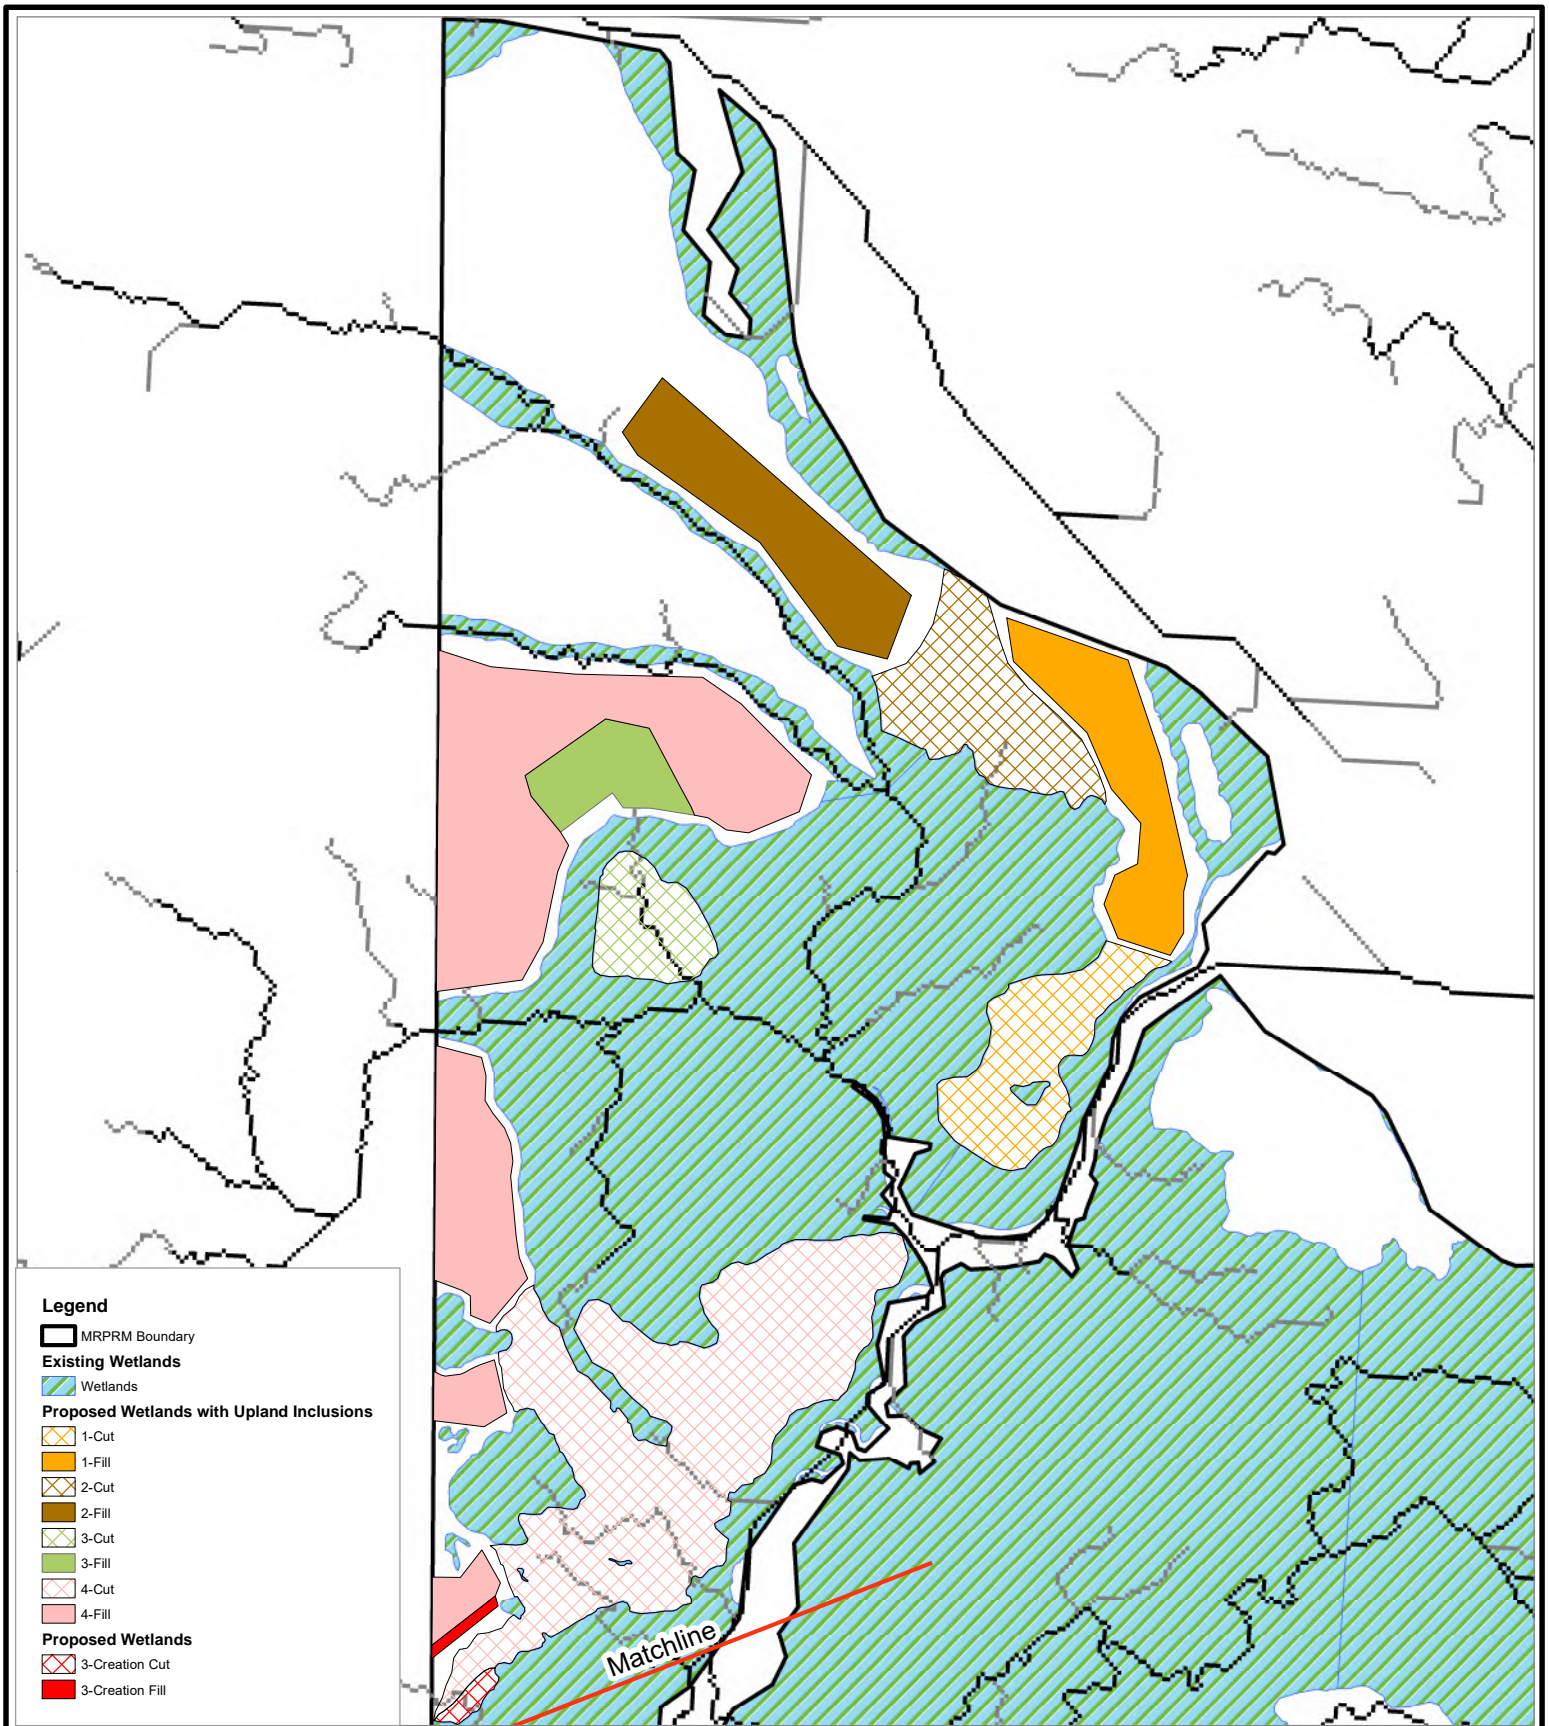 Legend
MRPRM Boundary
Existing Wetlands
Wetlands
Proposed Wetlands with Upland Inclusions
1-Cut
1-Fill
2-Cut
2-Fill
3-Cut
3-Fill
4-Cut
4-Fill
Proposed Wetlands
3-Creation Cut
3-Creation Fill
Matchline